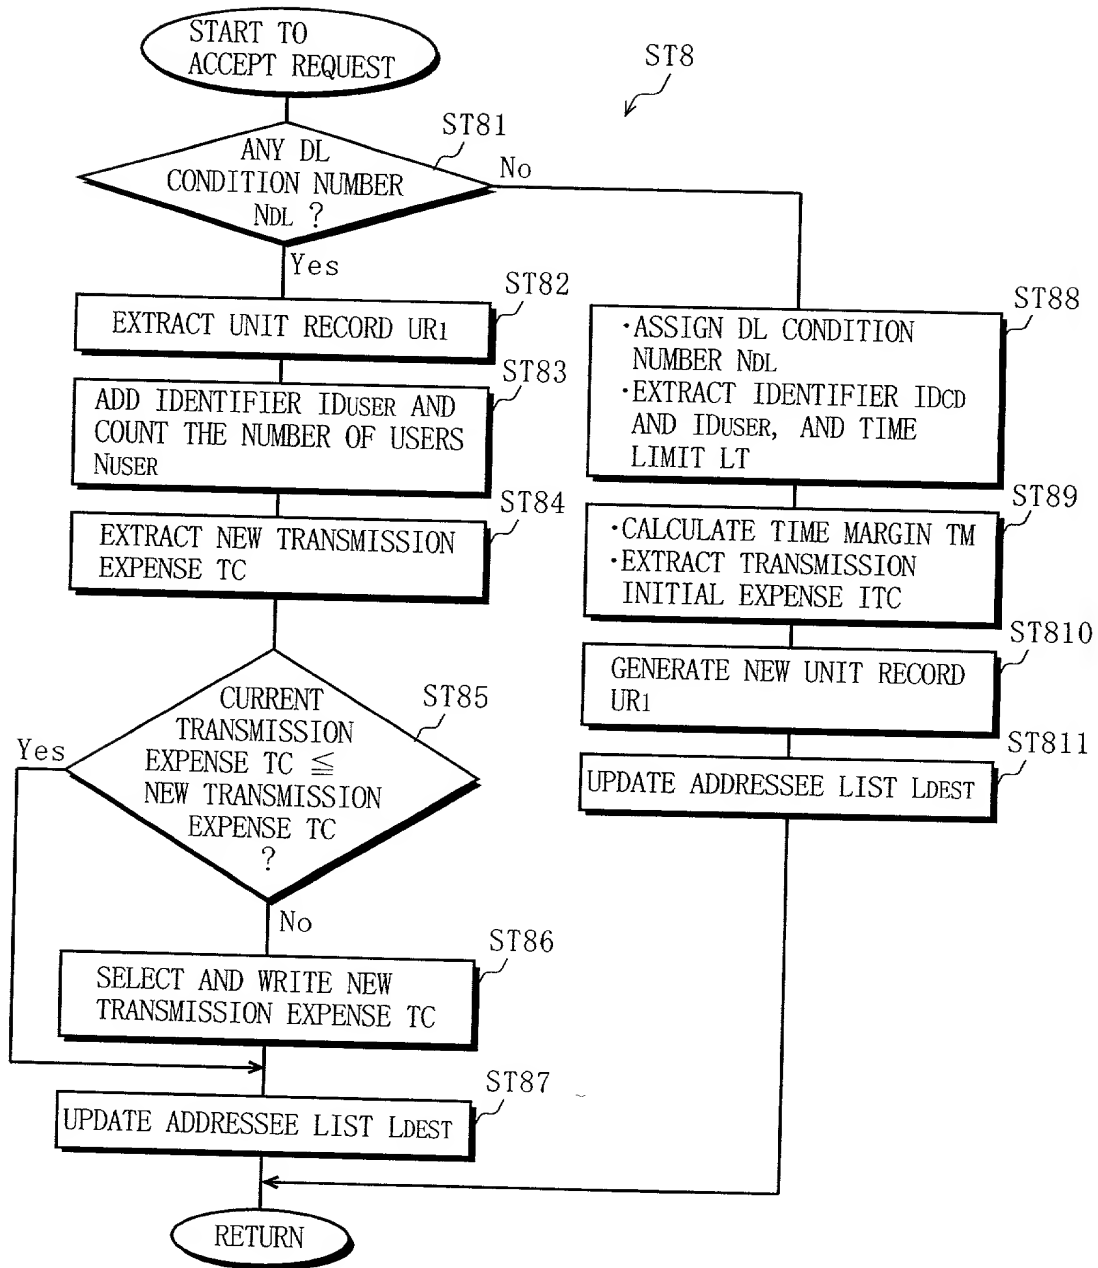 START TO
ACCEPT REQUEST
ST8
ST81
ANY DL
CONDITION NUMBER
NDL ?
No
Yes
ST82
EXTRACT UNIT RECORD UR1
ST83
ADD IDENTIFIER IDUSER AND
COUNT THE NUMBER OF USERS
NUSER
ST84
EXTRACT NEW TRANSMISSION
EXPENSE TC
ST85
CURRENT
TRANSMISSION
EXPENSE TC ≦
NEW TRANSMISSION
EXPENSE TC
?
Yes
No
ST86
SELECT AND WRITE NEW
TRANSMISSION EXPENSE TC
ST87
UPDATE ADDRESSEE LIST LDEST
ST88
·ASSIGN DL CONDITION
NUMBER NDL
·EXTRACT IDENTIFIER IDCD
AND IDUSER, AND TIME
LIMIT LT
ST89
·CALCULATE TIME MARGIN TM
·EXTRACT TRANSMISSION
INITIAL EXPENSE ITC
ST810
GENERATE NEW UNIT RECORD
UR1
ST811
UPDATE ADDRESSEE LIST LDEST
RETURN